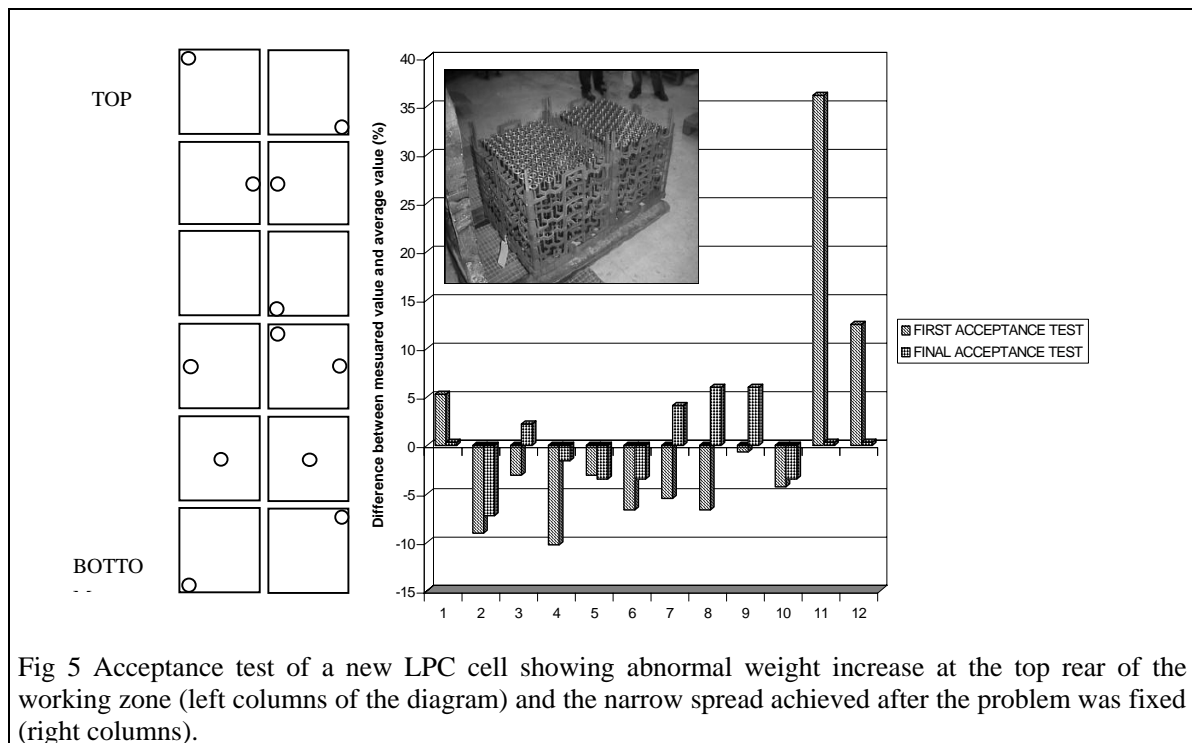 TOP
BOTTO
Difference between mesuared value and average value (%)
40
35
30
25
20
15
10
5
0
-5
-10
-15
1 2 3 4 5 6 7 8 9 10 11 12
FIRST ACCEPTANCE TEST
FINAL ACCEPTANCE TEST
Fig 5 Acceptance test of a new LPC cell showing abnormal weight increase at the top rear of the
working zone (left columns of the diagram) and the narrow spread achieved after the problem was fixed
(right columns).